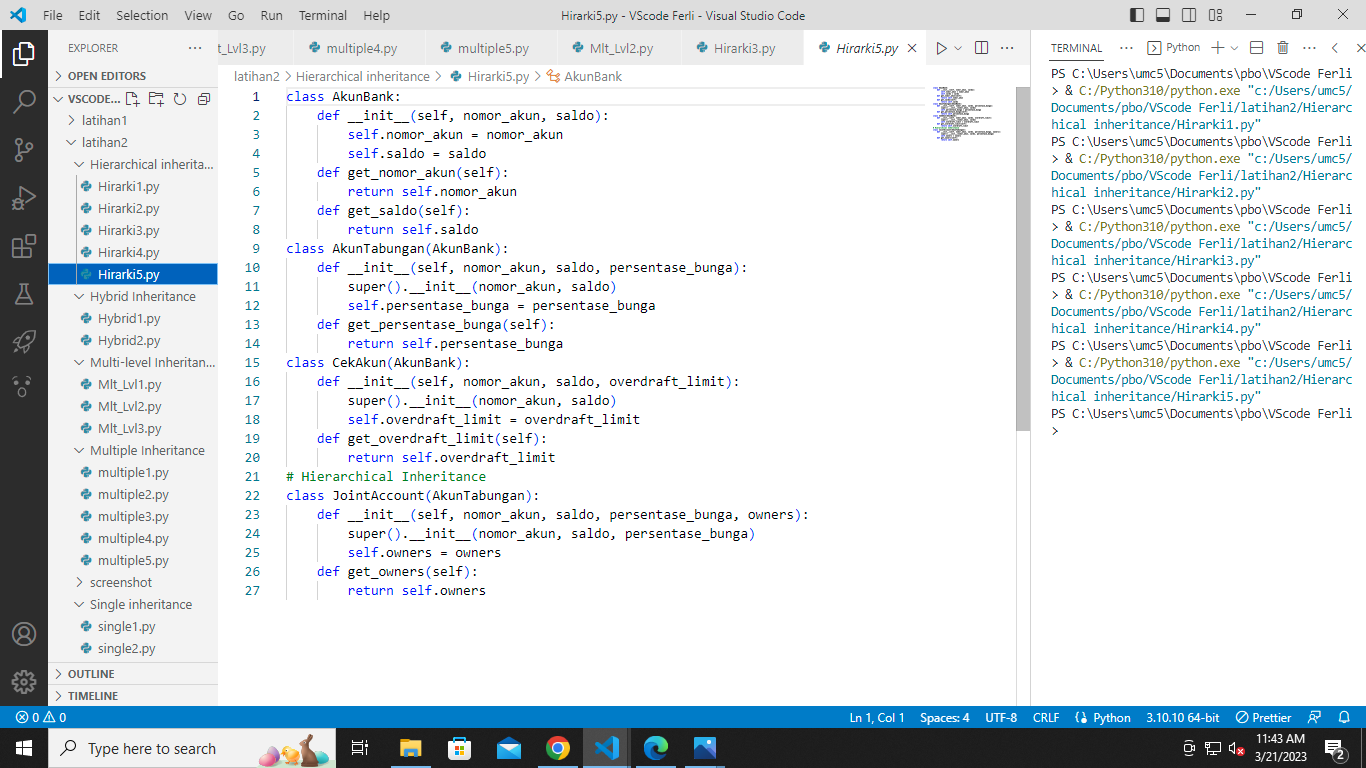 File Edit Selection View Go Run Terminal Help
Hirarki5.py - VScode Ferli - Visual Studio Code
EXPLORER
OPEN EDITORS
VSCODE...
latihan1
latihan2
Hierarchical inherita...
Hirarki1.py
Hirarki2.py
Hirarki3.py
Hirarki4.py
Hirarki5.py
Hybrid Inheritance
Hybrid1.py
Hybrid2.py
Multi-level Inheritan...
Mlt_Lvl1.py
Mlt_Lvl2.py
Mlt_Lvl3.py
Multiple Inheritance
multiple1.py
multiple2.py
multiple3.py
multiple4.py
multiple5.py
screenshot
Single inheritance
single1.py
single2.py
OUTLINE
TIMELINE
t_Lvl3.py multiple4.py multiple5.py Mlt_Lvl2.py Hirarki3.py Hirarki5.py
latihan2 > Hierarchical inheritance > Hirarki5.py > AkunBank
1 class AkunBank:
2 def __init__(self, nomor_akun, saldo):
3 self.nomor_akun = nomor_akun
4 self.saldo = saldo
5 def get_nomor_akun(self):
6 return self.nomor_akun
7 def get_saldo(self):
8 return self.saldo
9 class AkunTabungan(AkunBank):
10 def __init__(self, nomor_akun, saldo, persentase_bunga):
11 super().__init__(nomor_akun, saldo)
12 self.persentase_bunga = persentase_bunga
13 def get_persentase_bunga(self):
14 return self.persentase_bunga
15 class CekAkun(AkunBank):
16 def __init__(self, nomor_akun, saldo, overdraft_limit):
17 super().__init__(nomor_akun, saldo)
18 self.overdraft_limit = overdraft_limit
19 def get_overdraft_limit(self):
20 return self.overdraft_limit
21 # Hierarchical Inheritance
22 class JointAccount(AkunTabungan):
23 def __init__(self, nomor_akun, saldo, persentase_bunga, owners):
24 super().__init__(nomor_akun, saldo, persentase_bunga)
25 self.owners = owners
26 def get_owners(self):
27 return self.owners
TERMINAL ... Python
PS C:\Users\umc5\Documents\pbo\VScode Ferli
> & C:/Python310/python.exe "c:/Users/umc5/
Documents/pbo/VScode Ferli/latihan2/Hierarc
hical inheritance/Hirarki1.py"
PS C:\Users\umc5\Documents\pbo\VScode Ferli
> & C:/Python310/python.exe "c:/Users/umc5/
Documents/pbo/VScode Ferli/latihan2/Hierarc
hical inheritance/Hirarki2.py"
PS C:\Users\umc5\Documents\pbo\VScode Ferli
> & C:/Python310/python.exe "c:/Users/umc5/
Documents/pbo/VScode Ferli/latihan2/Hierarc
hical inheritance/Hirarki3.py"
PS C:\Users\umc5\Documents\pbo\VScode Ferli
> & C:/Python310/python.exe "c:/Users/umc5/
Documents/pbo/VScode Ferli/latihan2/Hierarc
hical inheritance/Hirarki4.py"
PS C:\Users\umc5\Documents\pbo\VScode Ferli
> & C:/Python310/python.exe "c:/Users/umc5/
Documents/pbo/VScode Ferli/latihan2/Hierarc
hical inheritance/Hirarki5.py"
PS C:\Users\umc5\Documents\pbo\VScode Ferli
>
0 0 Ln 1, Col 1 Spaces: 4 UTF-8 CRLF Python 3.10.10 64-bit Prettier
Type here to search
11:43 AM
3/21/2023
2